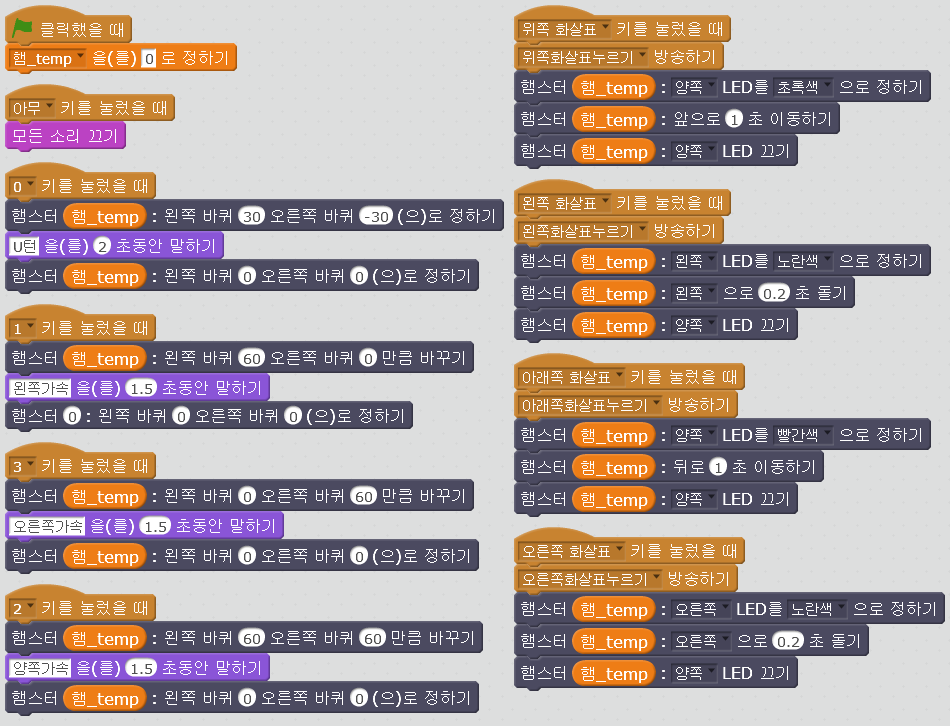 클릭했을 때
햄_temp 을(를) 0 로 정하기
아무 키를 눌렀을 때
모든 소리 끄기
0 키를 눌렀을 때
햄스터 햄_temp : 왼쪽 바퀴 30 오른쪽 바퀴 -30 (으)로 정하기
U턴 을(를) 2 초동안 말하기
햄스터 햄_temp : 왼쪽 바퀴 0 오른쪽 바퀴 0 (으)로 정하기
1 키를 눌렀을 때
햄스터 햄_temp : 왼쪽 바퀴 60 오른쪽 바퀴 0 만큼 바꾸기
왼쪽가속 을(를) 1.5 초동안 말하기
햄스터 0 : 왼쪽 바퀴 0 오른쪽 바퀴 0 (으)로 정하기
3 키를 눌렀을 때
햄스터 햄_temp : 왼쪽 바퀴 0 오른쪽 바퀴 60 만큼 바꾸기
오른쪽가속 을(를) 1.5 초동안 말하기
햄스터 햄_temp : 왼쪽 바퀴 0 오른쪽 바퀴 0 (으)로 정하기
2 키를 눌렀을 때
햄스터 햄_temp : 왼쪽 바퀴 60 오른쪽 바퀴 60 만큼 바꾸기
양쪽가속 을(를) 1.5 초동안 말하기
햄스터 햄_temp : 왼쪽 바퀴 0 오른쪽 바퀴 0 (으)로 정하기
위쪽 화살표 키를 눌렀을 때
위쪽화살표누르기 방송하기
햄스터 햄_temp : 양쪽 LED를 초록색 으로 정하기
햄스터 햄_temp : 앞으로 1 초 이동하기
햄스터 햄_temp : 양쪽 LED 끄기
왼쪽 화살표 키를 눌렀을 때
왼쪽화살표누르기 방송하기
햄스터 햄_temp : 왼쪽 LED를 노란색 으로 정하기
햄스터 햄_temp : 왼쪽 으로 0.2 초 돌기
햄스터 햄_temp : 양쪽 LED 끄기
아래쪽 화살표 키를 눌렀을 때
아래쪽화살표누르기 방송하기
햄스터 햄_temp : 양쪽 LED를 빨간색 으로 정하기
햄스터 햄_temp : 뒤로 1 초 이동하기
햄스터 햄_temp : 양쪽 LED 끄기
오른쪽 화살표 키를 눌렀을 때
오른쪽화살표누르기 방송하기
햄스터 햄_temp : 오른쪽 LED를 노란색 으로 정하기
햄스터 햄_temp : 오른쪽 으로 0.2 초 돌기
햄스터 햄_temp : 양쪽 LED 끄기